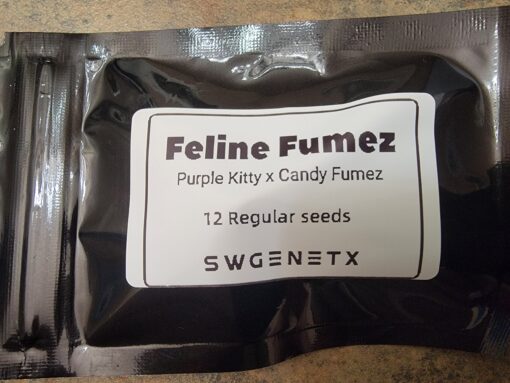 Feline Fumez
Purple Kitty x Candy Fumez
12 Regular seeds
SWGENETX